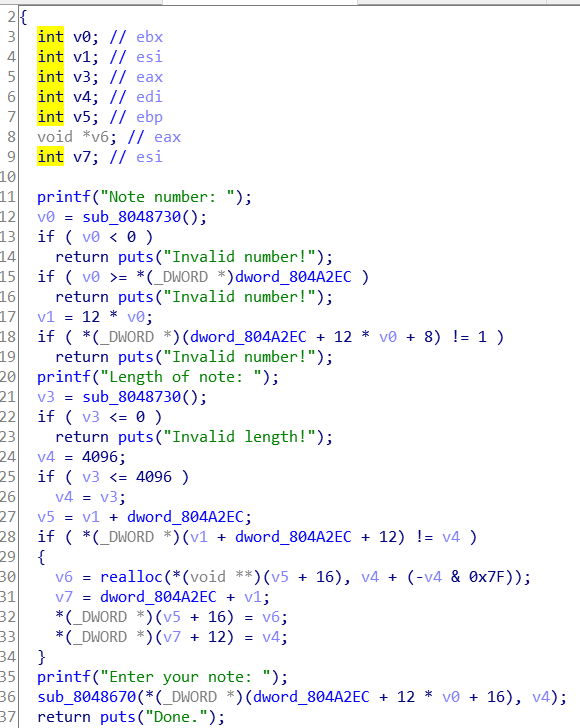 2 {
3 int v0; // ebx
4 int v1; // esi
5 int v3; // eax
6 int v4; // edi
7 int v5; // ebp
8 void *v6; // eax
9 int v7; // esi
10
11 printf("Note number: ");
12 v0 = sub_8048730();
13 if ( v0 < 0 )
14 return puts("Invalid number!");
15 if ( v0 >= *(_DWORD *)dword_804A2EC )
16 return puts("Invalid number!");
17 v1 = 12 * v0;
18 if ( *(_DWORD *)(dword_804A2EC + 12 * v0 + 8) != 1 )
19 return puts("Invalid number!");
20 printf("Length of note: ");
21 v3 = sub_8048730();
22 if ( v3 <= 0 )
23 return puts("Invalid length!");
24 v4 = 4096;
25 if ( v3 <= 4096 )
26 v4 = v3;
27 v5 = v1 + dword_804A2EC;
28 if ( *(_DWORD *)(v1 + dword_804A2EC + 12) != v4 )
29 {
30 v6 = realloc(*(void **)(v5 + 16), v4 + (-v4 & 0x7F));
31 v7 = dword_804A2EC + v1;
32 *(_DWORD *)(v5 + 16) = v6;
33 *(_DWORD *)(v7 + 12) = v4;
34 }
35 printf("Enter your note: ");
36 sub_8048670(*(_DWORD *)(dword_804A2EC + 12 * v0 + 16), v4);
37 return puts("Done.");